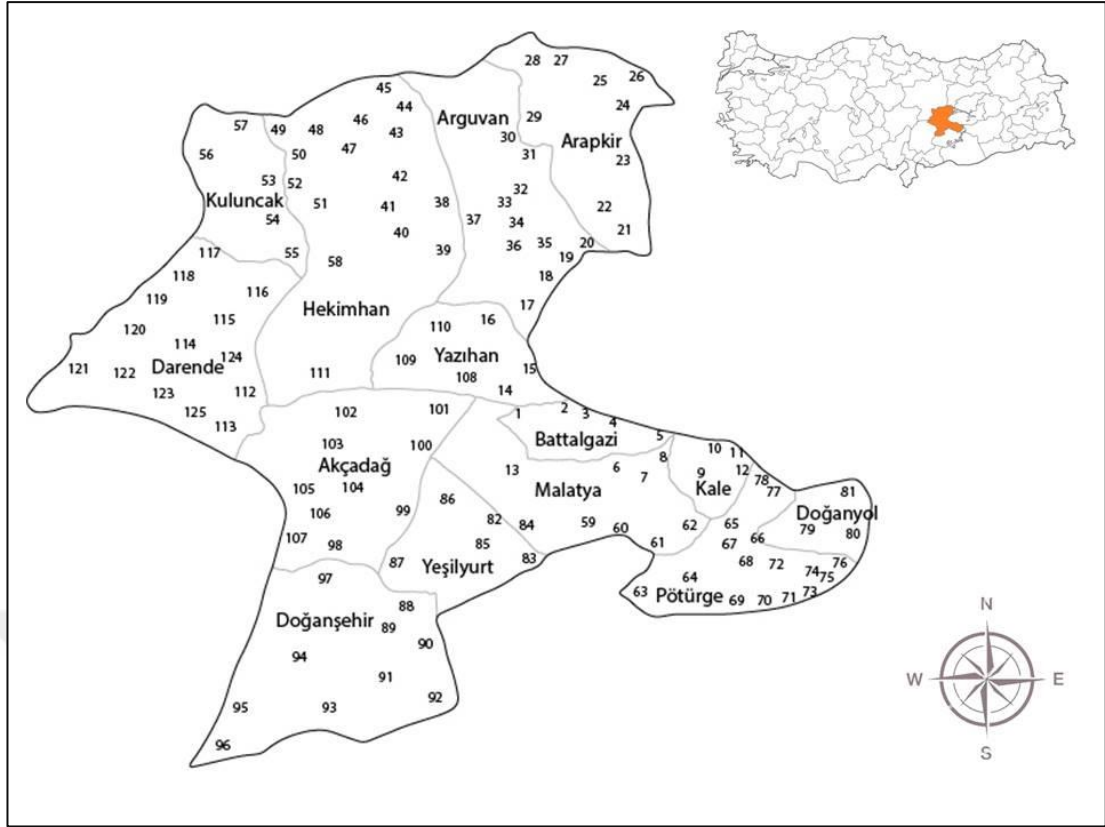 28 27
25 26
45
44 24
46 Arguvan 29
57 49 48 43 30 Arapkir
47
56 50 31 23
42
53 52 32
Kuluncak 51 41 38 33 22
54 37 34 21
40
117 55 39 36 35 20
58 19
118 116 18
119
Hekimhan 17
120 115 110 16
114 124 109 Yazıhan
121 122 Darende 111 108 15
123 112 14
125 102 101 1 2 3
113 4
103 100 Battalgazi 5
Akçadağ 13 6 8 10 11
7 9 12
105 104 86 Malatya Kale 78 77 81
106 99 82 84 59 60 62 65 Doğanyol
79 80
107 98 85 61 67 66
87 Yeşilyurt 83 68 72 76
97 64 74 75
63 Pötürge 69 70 71 73
88
Doğanşehir 89 N
90
94
91 W E
95 93 92
96 S